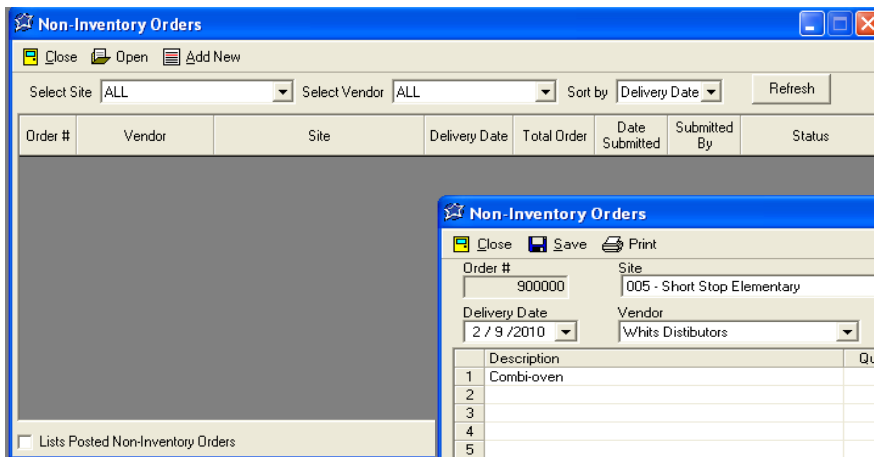 Non-Inventory Orders
Close Open Add New
Select Site ALL Select Vendor ALL Sort by Delivery Date Refresh
Order # Vendor Site Delivery Date Total Order Date Submitted Submitted By Status
Non-Inventory Orders
Close Save Print
Order # Site
900000 005 - Short Stop Elementary
Delivery Date Vendor
2 / 9 /2010 Whits Distibutors
Description
1 Combi-oven
2
3
4
5
Lists Posted Non-Inventory Orders